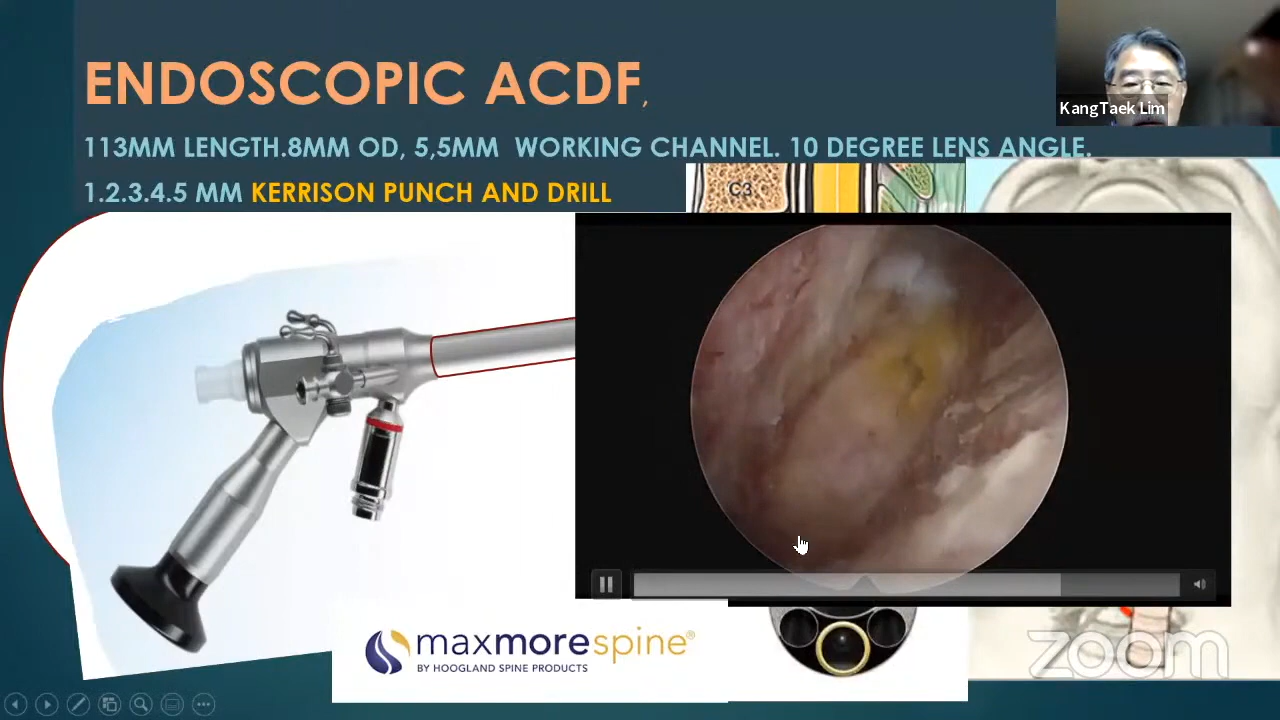 ENDOSCOPIC ACDF,
KangTaek Lim
113MM LENGTH.8MM OD, 5,5MM WORKING CHANNEL. 10 DEGREE LENS ANGLE.
1.2.3.4.5 MM KERRISON PUNCH AND DRILL
C3
maxmorespine®
BY HOOGLAND SPINE PRODUCTS
zoom